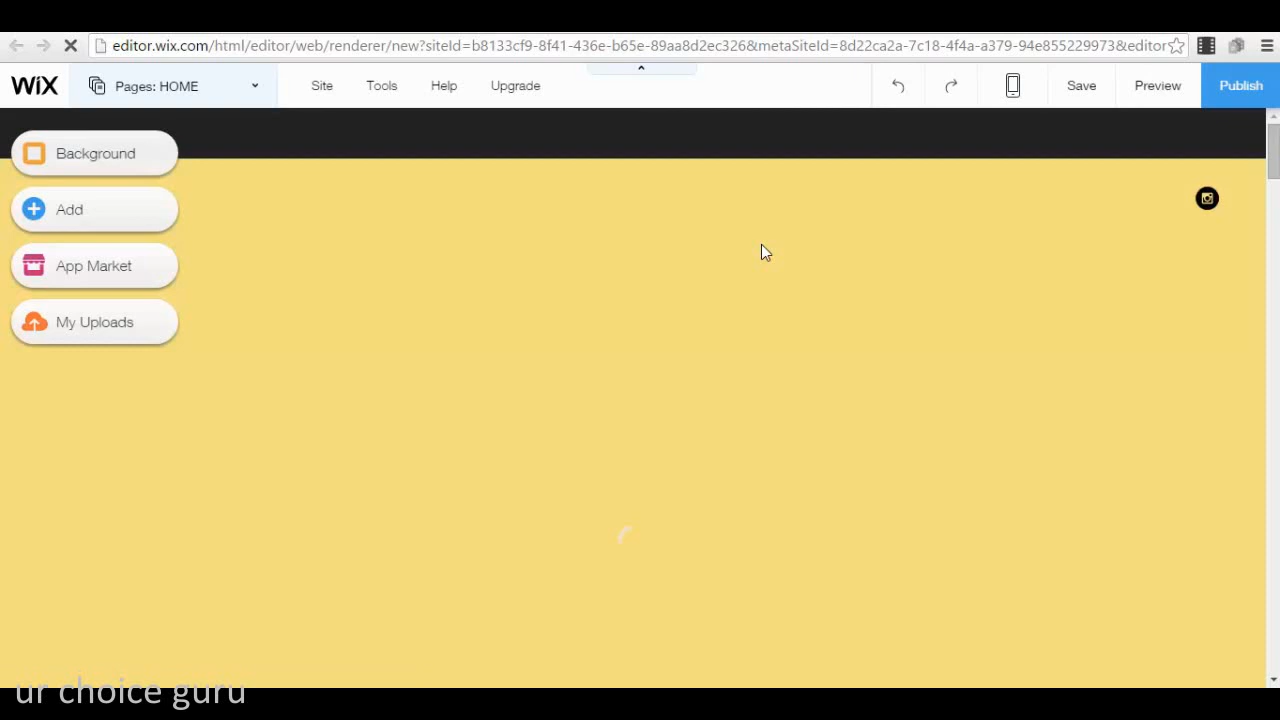 editor.wix.com/html/editor/web/renderer/new?siteId=b8133cf9-8f41-436e-b65e-89aa8d2ec326&metaSiteId=8d22ca2a-7c18-4f4a-a379-94e855229973&editor
WiX Pages: HOME Site Tools Help Upgrade Save Preview Publish
Background
Add
App Market
My Uploads
ur choice guru